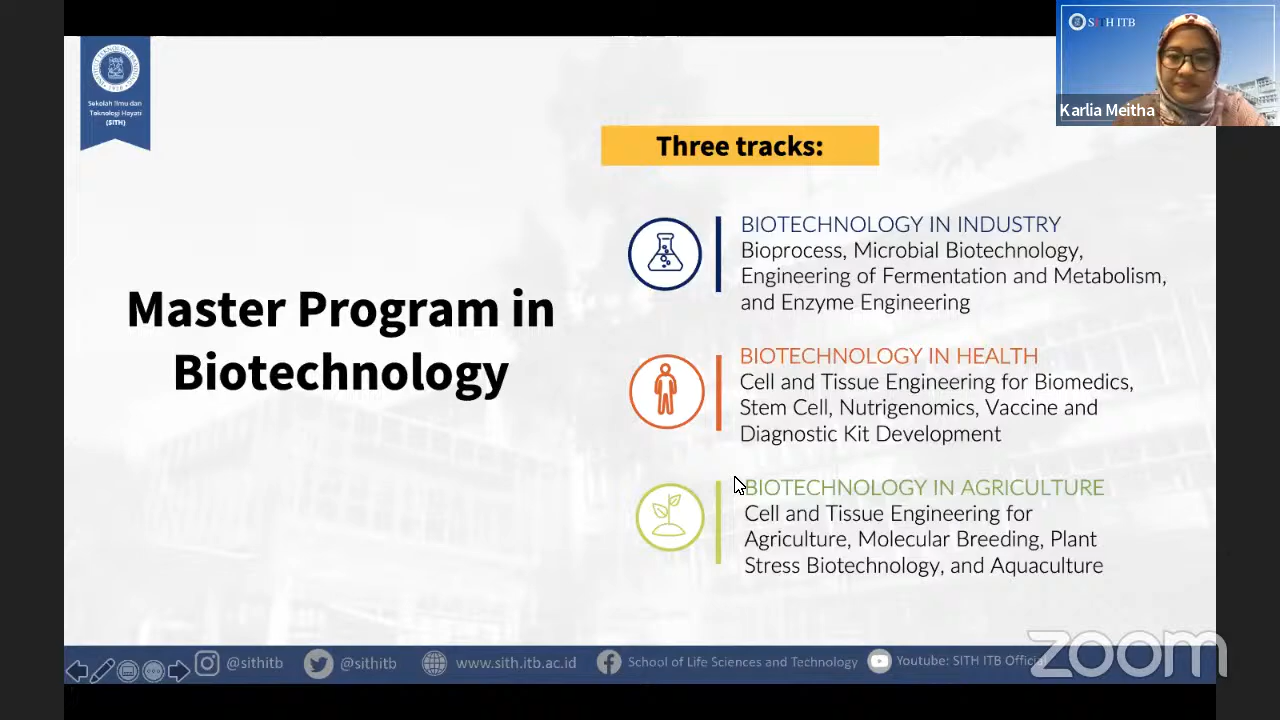 Sekolah Ilmu dan
Teknologi Hayati
(SITH)
SITH ITB
Karlia Meitha
Three tracks:
Master Program in
Biotechnology
BIOTECHNOLOGY IN INDUSTRY
Bioprocess, Microbial Biotechnology,
Engineering of Fermentation and Metabolism,
and Enzyme Engineering
BIOTECHNOLOGY IN HEALTH
Cell and Tissue Engineering for Biomedics,
Stem Cell, Nutrigenomics, Vaccine and
Diagnostic Kit Development
BIOTECHNOLOGY IN AGRICULTURE
Cell and Tissue Engineering for
Agriculture, Molecular Breeding, Plant
Stress Biotechnology, and Aquaculture
@sithitb
@sithitb
www.sith.itb.ac.id
School of Life Sciences and Technology
Youtube: SITH ITB Official
zoom